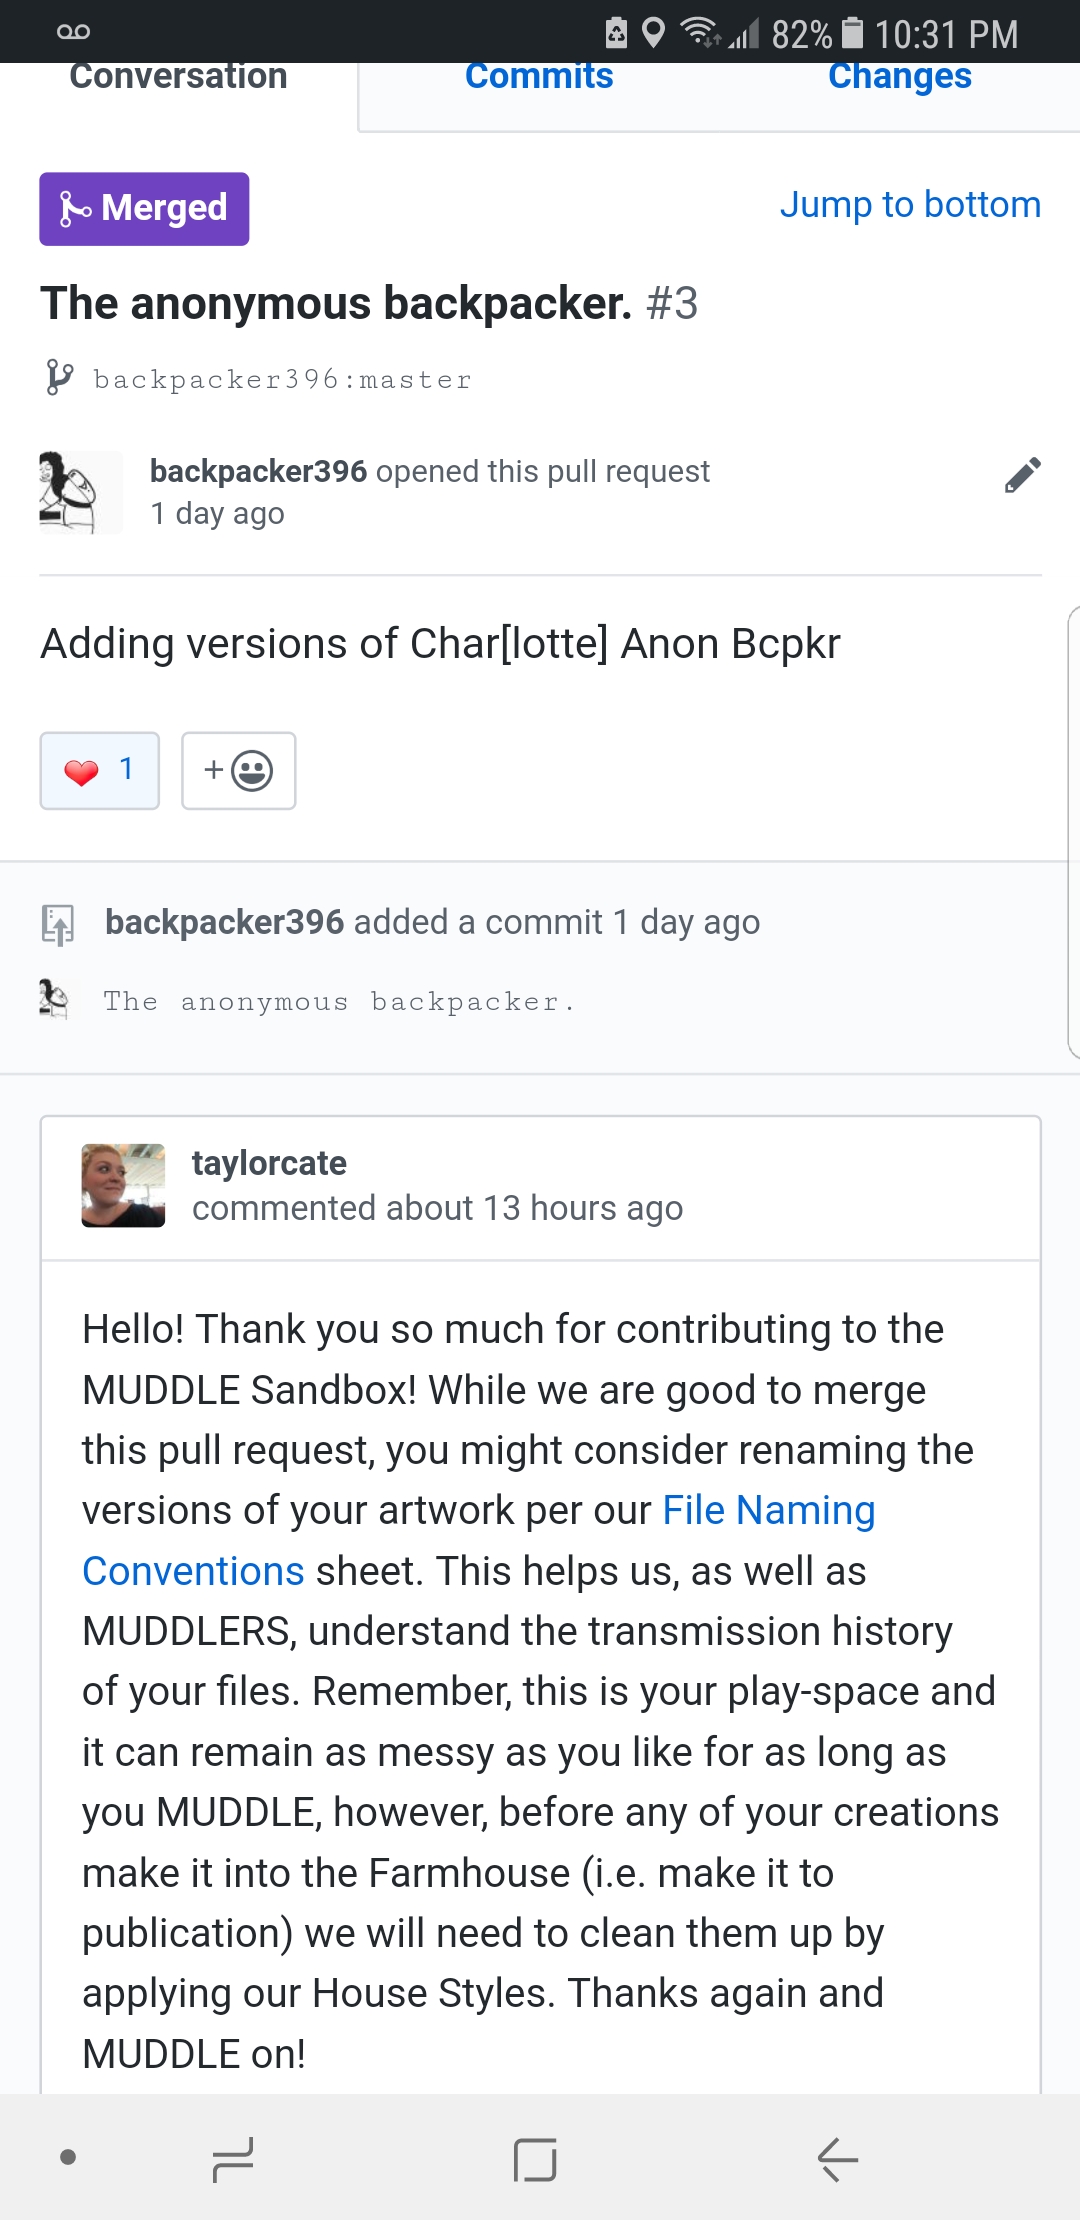 82% 10:31 PM
Conversation Commits Changes
Merged Jump to bottom
The anonymous backpacker. #3
backpacker396:master
backpacker396 opened this pull request
1 day ago
Adding versions of Char[lotte] Anon Bcpkr
1 +
backpacker396 added a commit 1 day ago
The anonymous backpacker.
taylorcate
commented about 13 hours ago
Hello! Thank you so much for contributing to the
MUDDLE Sandbox! While we are good to merge
this pull request, you might consider renaming the
versions of your artwork per our File Naming
Conventions sheet. This helps us, as well as
MUDDLERS, understand the transmission history
of your files. Remember, this is your play-space and
it can remain as messy as you like for as long as
you MUDDLE, however, before any of your creations
make it into the Farmhouse (i.e. make it to
publication) we will need to clean them up by
applying our House Styles. Thanks again and
MUDDLE on!